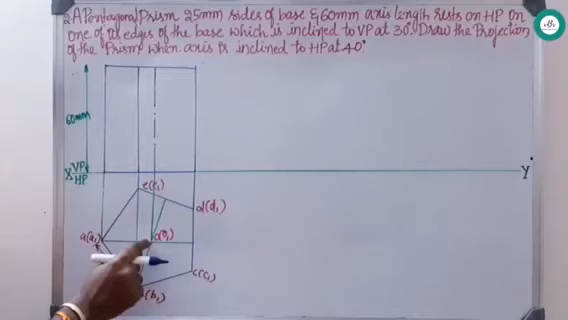 2. A Pentagonal Prism 25mm sides of base & 60mm axis length rests on HP on
one of its edges of the base which is inclined to VP at 30° Draw the Projection
of the Prism when axis is inclined to HP at 40°
60mm
X VP
HP
Y
e(e₁)
d(d₁)
a(a₁)
o(o₁)
c(c₁)
(b₁)